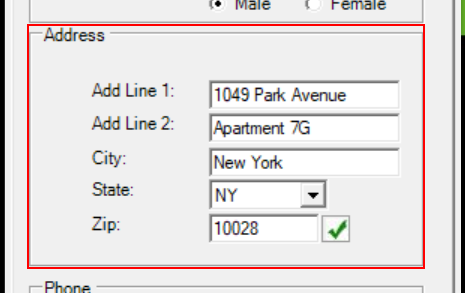 Male Female
Address
Add Line 1: 1049 Park Avenue
Add Line 2: Apartment 7G
City: New York
State: NY
Zip: 10028
Phone